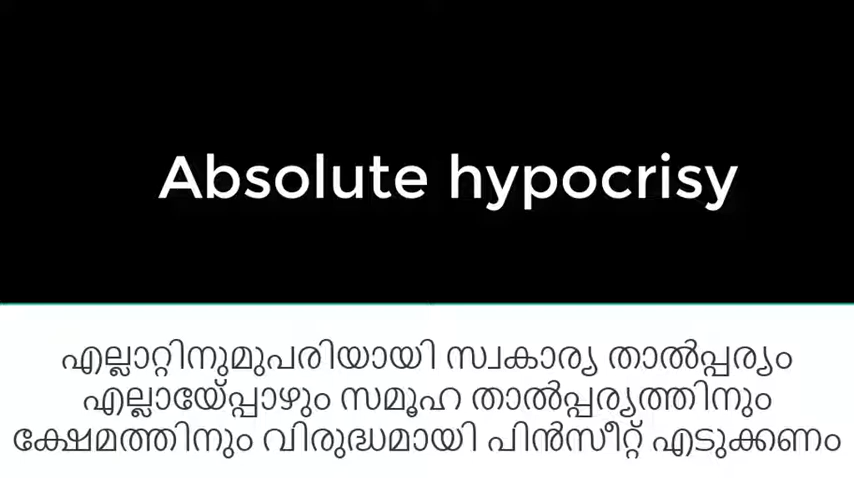 Absolute hypocrisy
എല്ലാറ്റിനുമുപരിയായി സ്വകാര്യ താൽപ്പര്യം
എല്ലായ്പ്പോഴും സമൂഹ താൽപ്പര്യത്തിനും
ക്ഷേമത്തിനും വിരുദ്ധമായി പിൻസീറ്റ് എടുക്കണം